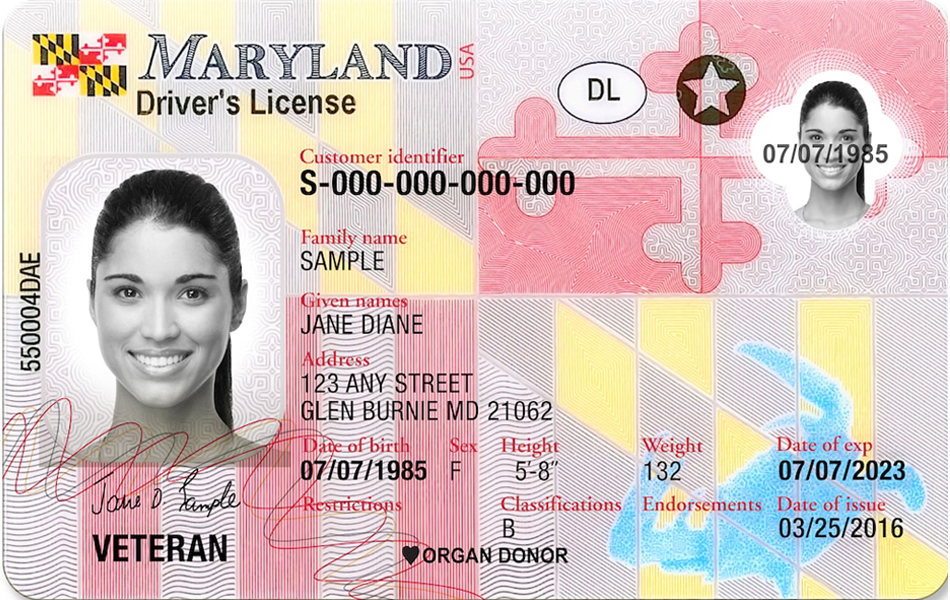 MARYLAND USA
Driver's License
DL
07/07/1985
Customer identifier
S-000-000-000-000
Family name
SAMPLE
Given names
JANE DIANE
Address
123 ANY STREET
GLEN BURNIE MD 21062
Date of birth Sex Height Weight Date of exp
07/07/1985 F 5'-8" 132 07/07/2023
Restrictions Classifications Endorsements Date of issue
B 03/25/2016
550004DAE
Jane D Sample
VETERAN
ORGAN DONOR